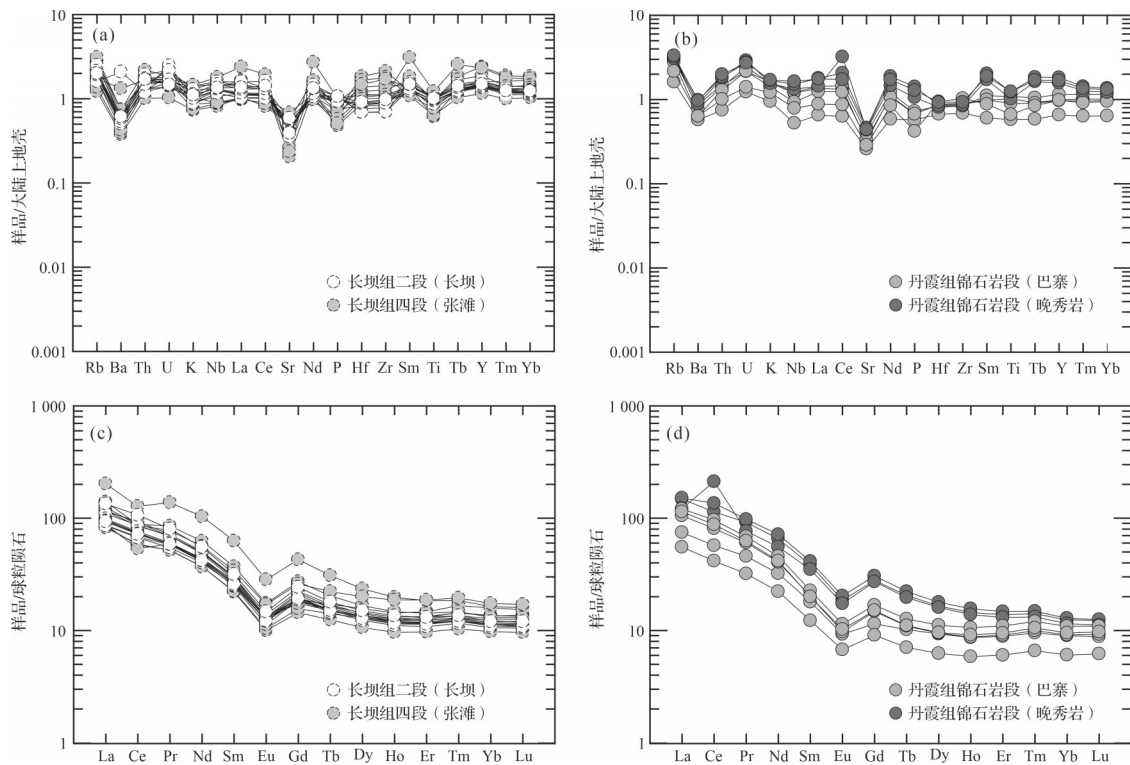 (a)
10
1
0.1
0.01
0.001
样品/大陆上地壳
长坝组二段（长坝）
长坝组四段（张滩）
Rb Ba Th U K Nb La Ce Sr Nd P Hf Zr Sm Ti Tb Y Tm Yb
(b)
10
1
0.1
0.01
0.001
样品/大陆上地壳
丹霞组锦石岩段（巴寨）
丹霞组锦石岩段（晚秀岩）
Rb Ba Th U K Nb La Ce Sr Nd P Hf Zr Sm Ti Tb Y Tm Yb
(c)
1 000
100
10
1
样品/球粒陨石
长坝组二段（长坝）
长坝组四段（张滩）
La Ce Pr Nd Sm Eu Gd Tb Dy Ho Er Tm Yb Lu
(d)
1 000
100
10
1
样品/球粒陨石
丹霞组锦石岩段（巴寨）
丹霞组锦石岩段（晚秀岩）
La Ce Pr Nd Sm Eu Gd Tb Dy Ho Er Tm Yb Lu